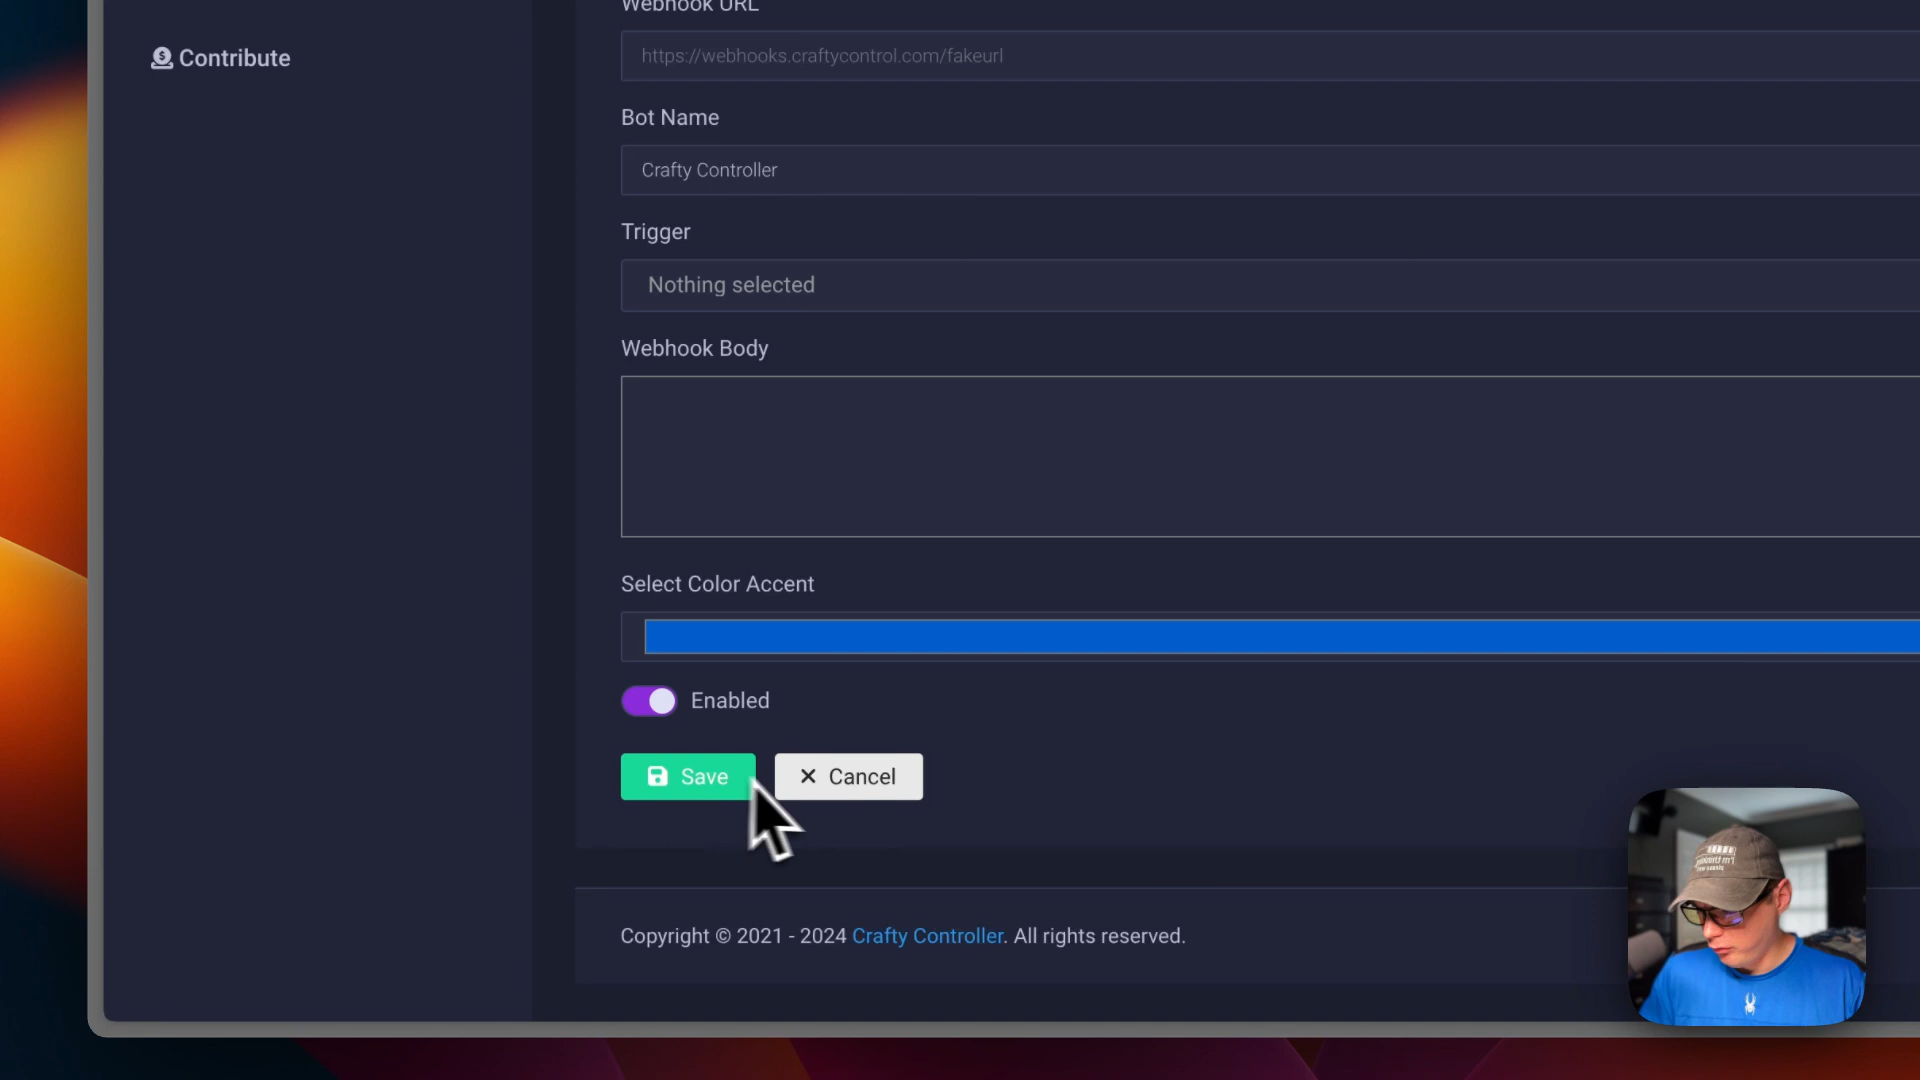 Webhook URL
Contribute
https://webhooks.craftycontrol.com/fakeurl
Bot Name
Crafty Controller
Trigger
Nothing selected
Webhook Body
Select Color Accent
Enabled
Save
Cancel
Copyright © 2021 - 2024 Crafty Controller. All rights reserved.